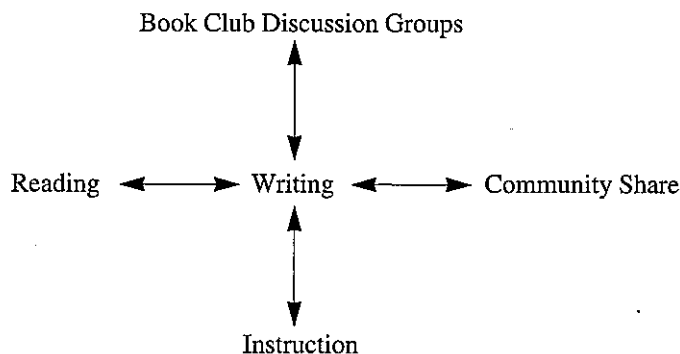 Book Club Discussion Groups
Reading Writing Community Share
Instruction